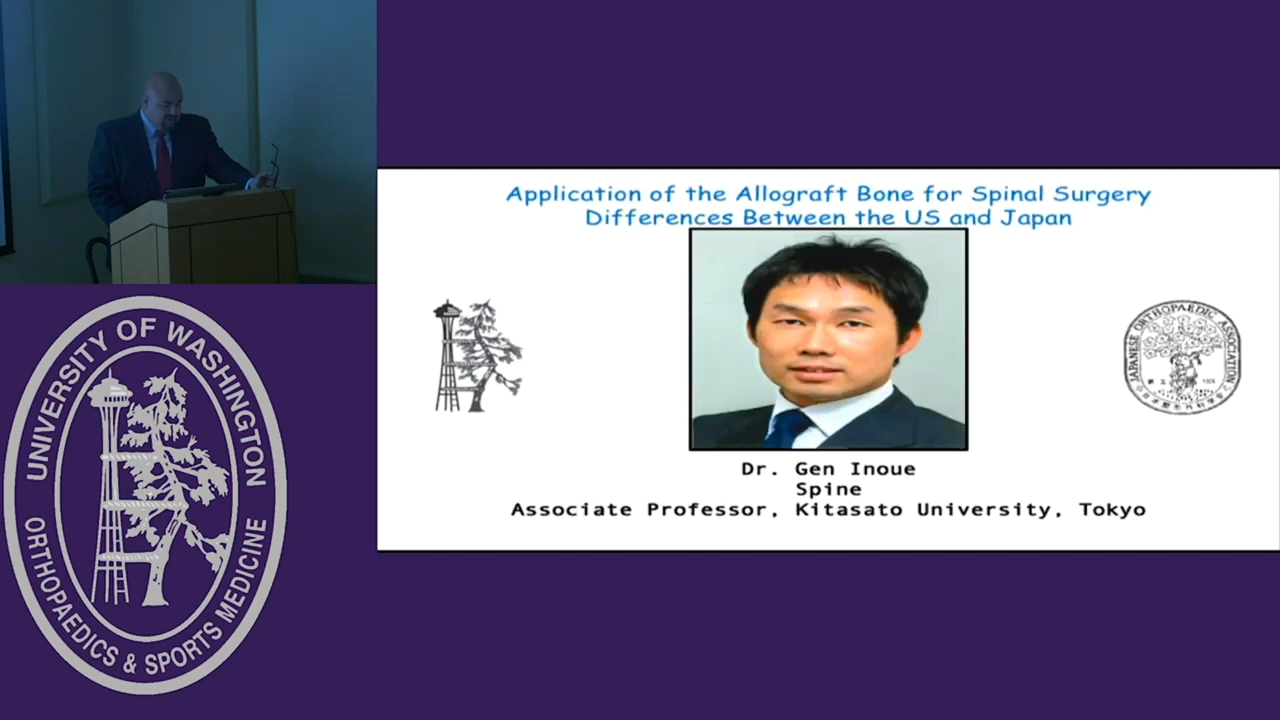 UNIVERSITY OF WASHINGTON
ORTHOPAEDICS & SPORTS MEDICINE
Application of the Allograft Bone for Spinal Surgery
Differences Between the US and Japan
JAPANESE ORTHOPAEDIC ASSOCIATION
1926
Dr. Gen Inoue
Spine
Associate Professor, Kitasato University, Tokyo